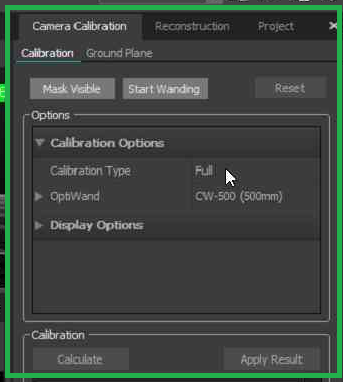 Camera Calibration Reconstruction Project ×
Calibration Ground Plane
Mask Visible Start Wanding Reset
Options
Calibration Options
Calibration Type Full
OptiWand CW-500 (500mm)
Display Options
Calibration
Calculate Apply Result